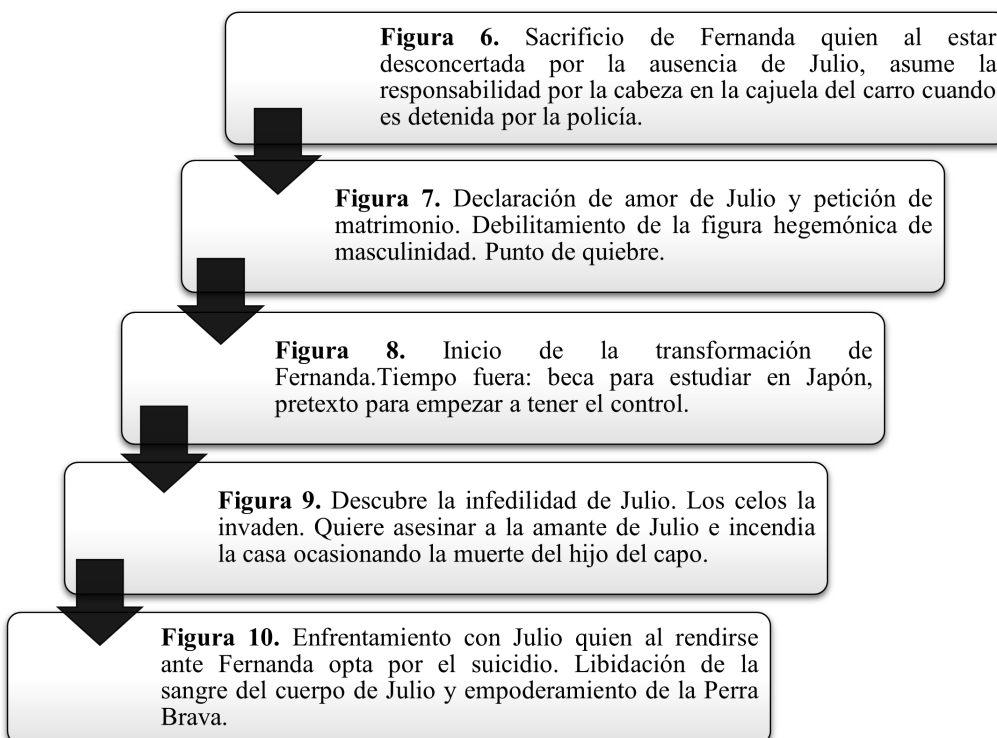 Figura 6. Sacrificio de Fernanda quien al estar
desconcertada por la ausencia de Julio, asume la
responsabilidad por la cabeza en la cajuela del carro cuando
es detenida por la policía.
Figura 7. Declaración de amor de Julio y petición de
matrimonio. Debilitamiento de la figura hegemónica de
masculinidad. Punto de quiebre.
Figura 8. Inicio de la transformación de
Fernanda.Tiempo fuera: beca para estudiar en Japón,
pretexto para empezar a tener el control.
Figura 9. Descubre la infedilidad de Julio. Los celos la
invaden. Quiere asesinar a la amante de Julio e incendia
la casa ocasionando la muerte del hijo del capo.
Figura 10. Enfrentamiento con Julio quien al rendirse
ante Fernanda opta por el suicidio. Libidación de la
sangre del cuerpo de Julio y empoderamiento de la Perra
Brava.